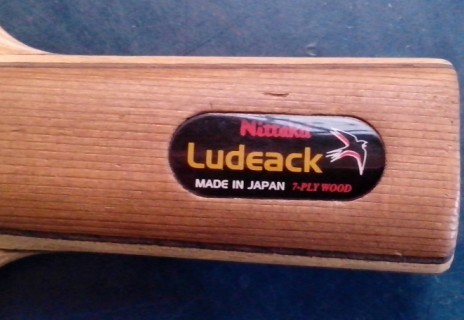 Nittaku
Ludeack
MADE IN JAPAN 7-PLY WOOD